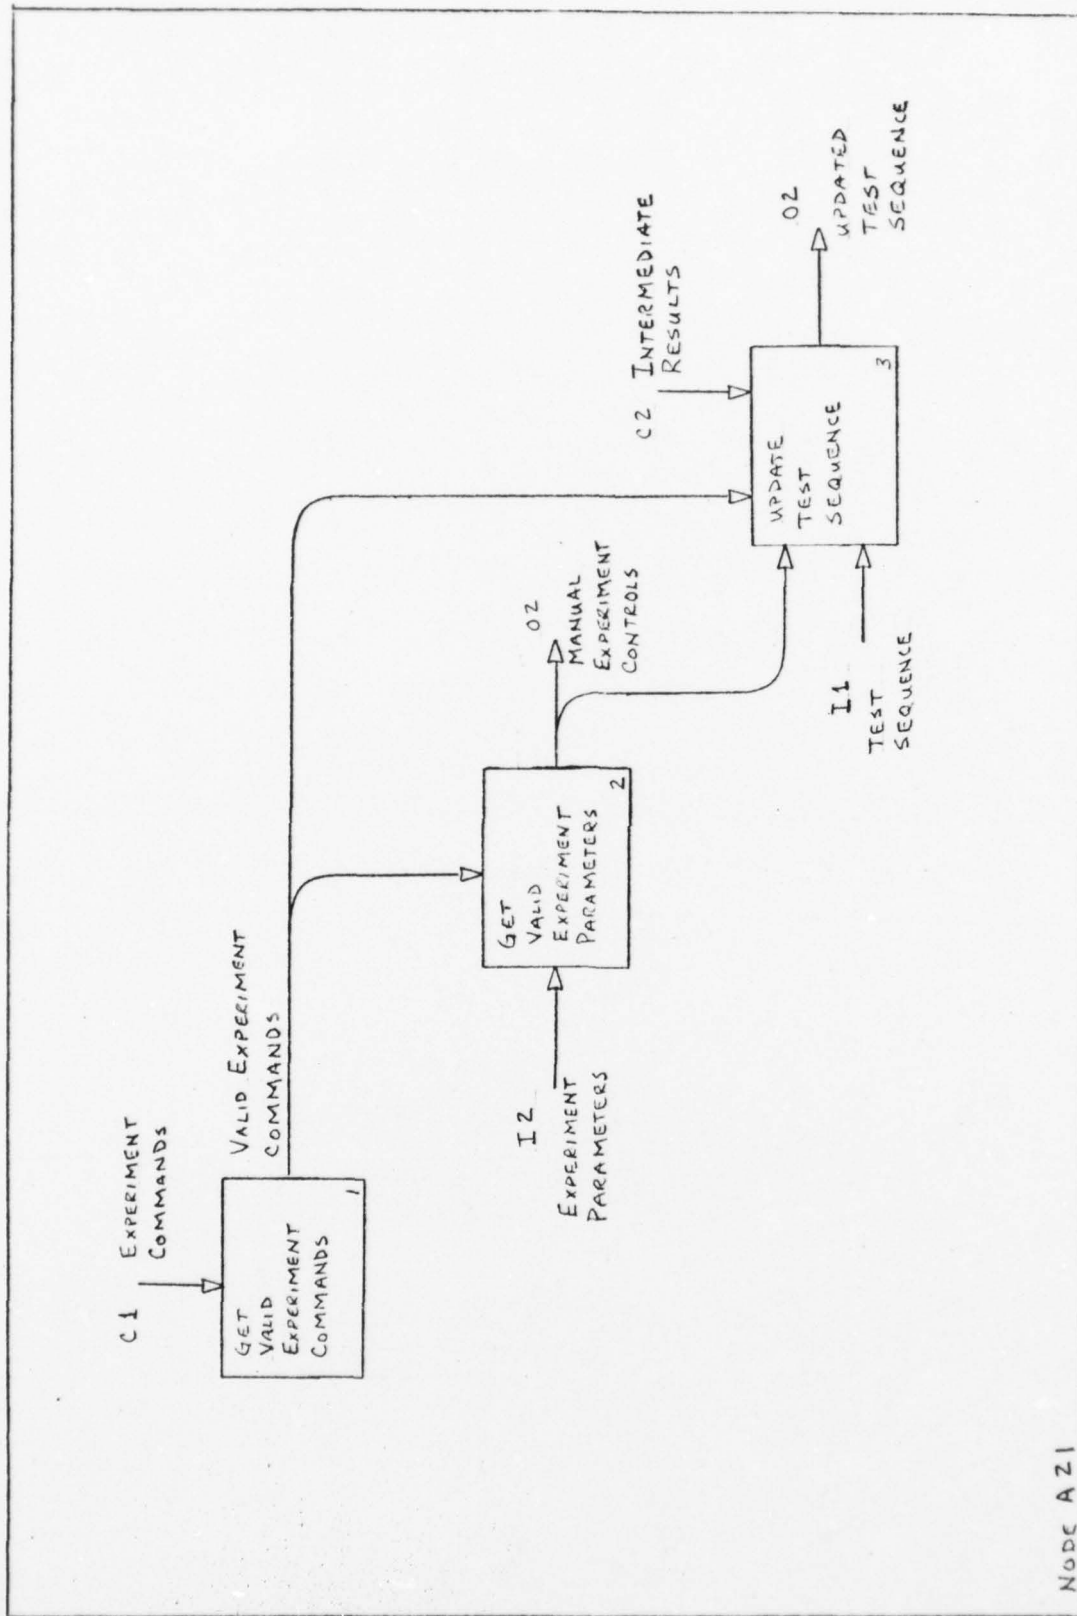 C1
EXPERIMENT
COMMANDS
GET
VALID
EXPERIMENT
COMMANDS
1
VALID EXPERIMENT
COMMANDS
I2
EXPERIMENT
PARAMETERS
GET
VALID
EXPERIMENT
PARAMETERS
2
O2
MANUAL
EXPERIMENT
CONTROLS
C2
INTERMEDIATE
RESULTS
I1
TEST
SEQUENCE
UPDATE
TEST
SEQUENCE
3
O2
UPDATED
TEST
SEQUENCE
NODE A21